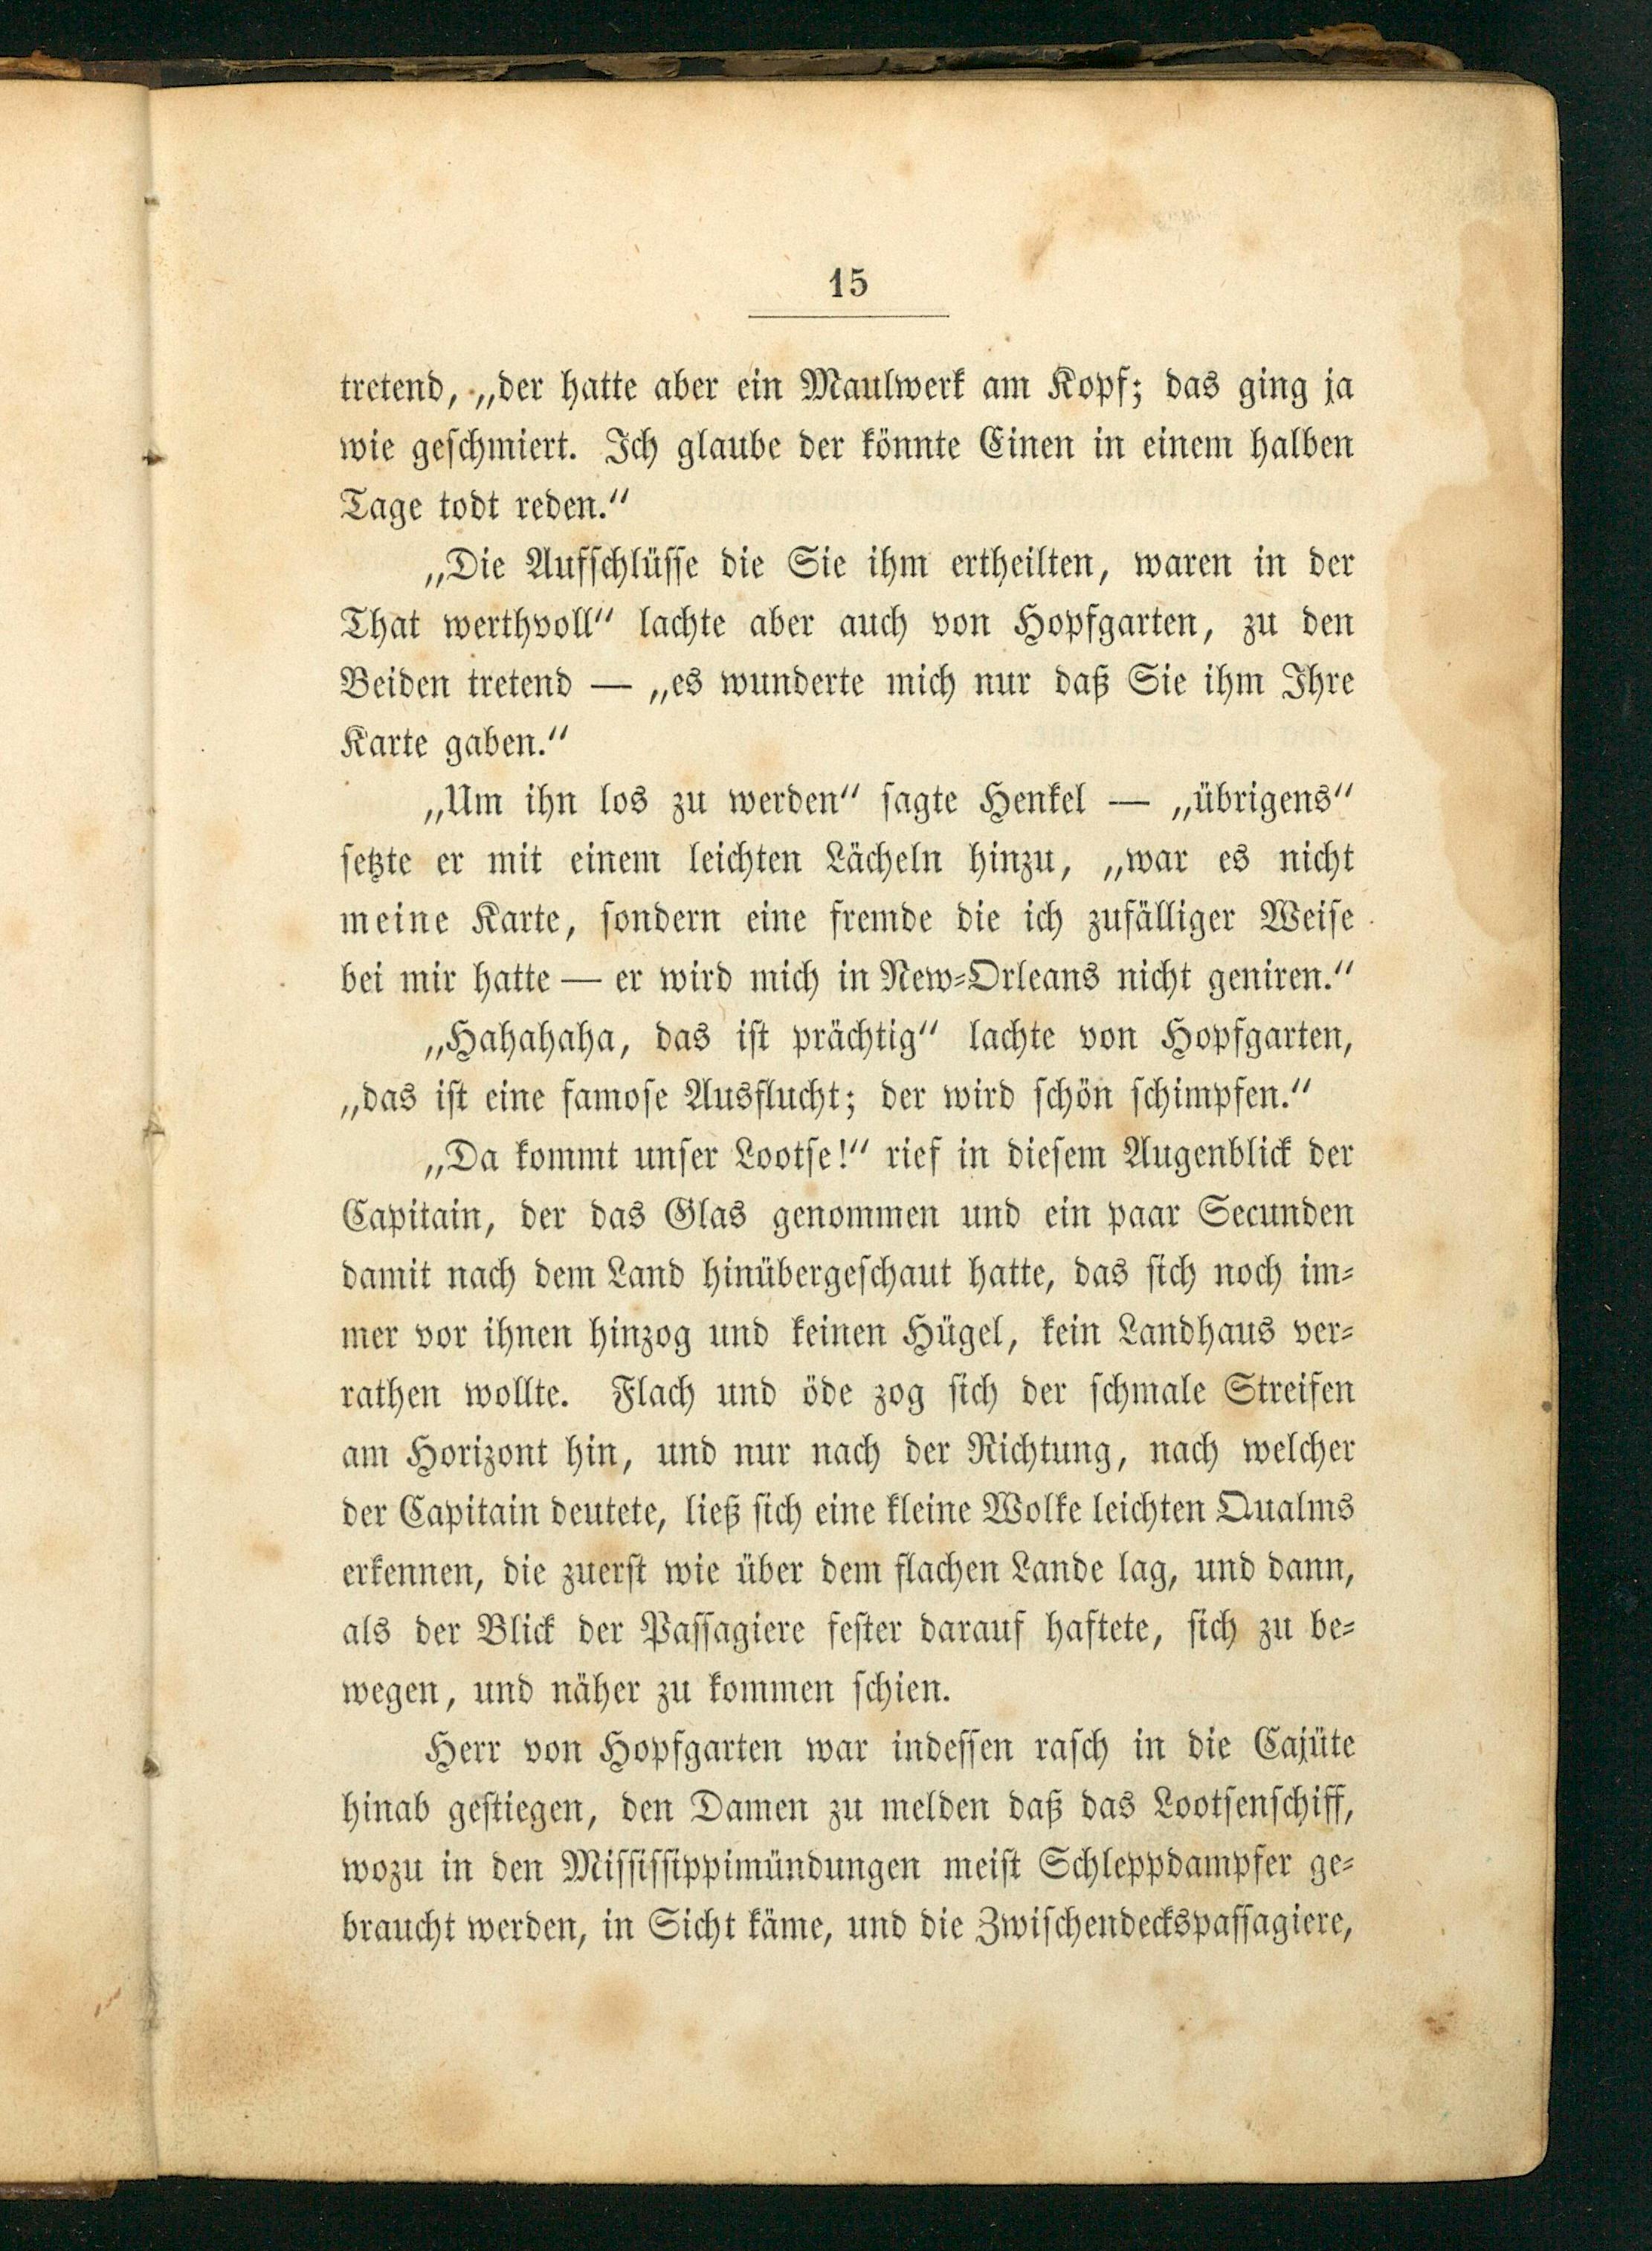 15
tretend, „der hatte aber ein Maulwerk am Kopf; das ging ja
wie geschmiert. Ich glaube der könnte Einen in einem halben
Tage todt reden.“
„Die Aufschlüsse die Sie ihm ertheilten, waren in der
That werthvoll“ lachte aber auch von Hopfgarten, zu den
Beiden tretend — „es wunderte mich nur daß Sie ihm Ihre
Karte gaben.“
„Um ihn los zu werden“ sagte Henkel — „übrigens“
setzte er mit einem leichten Lächeln hinzu, „war es nicht
meine Karte, sondern eine fremde die ich zufälliger Weise
bei mir hatte — er wird mich in New-Orleans nicht geniren.“
„Hahahaha, das ist prächtig“ lachte von Hopfgarten,
„das ist eine famose Ausflucht; der wird schön schimpfen.“
„Da kommt unser Lootse!“ rief in diesem Augenblick der
Capitain, der das Glas genommen und ein paar Secunden
damit nach dem Land hinübergeschaut hatte, das sich noch im-
mer vor ihnen hinzog und keinen Hügel, kein Landhaus ver-
rathen wollte. Flach und öde zog sich der schmale Streifen
am Horizont hin, und nur nach der Richtung, nach welcher
der Capitain deutete, ließ sich eine kleine Wolke leichten Qualms
erkennen, die zuerst wie über dem flachen Lande lag, und dann,
als der Blick der Passagiere fester darauf haftete, sich zu be-
wegen, und näher zu kommen schien.
Herr von Hopfgarten war indessen rasch in die Cajüte
hinab gestiegen, den Damen zu melden daß das Lootsenschiff,
wozu in den Mississippimündungen meist Schleppdampfer ge-
braucht werden, in Sicht käme, und die Zwischendeckspassagiere,